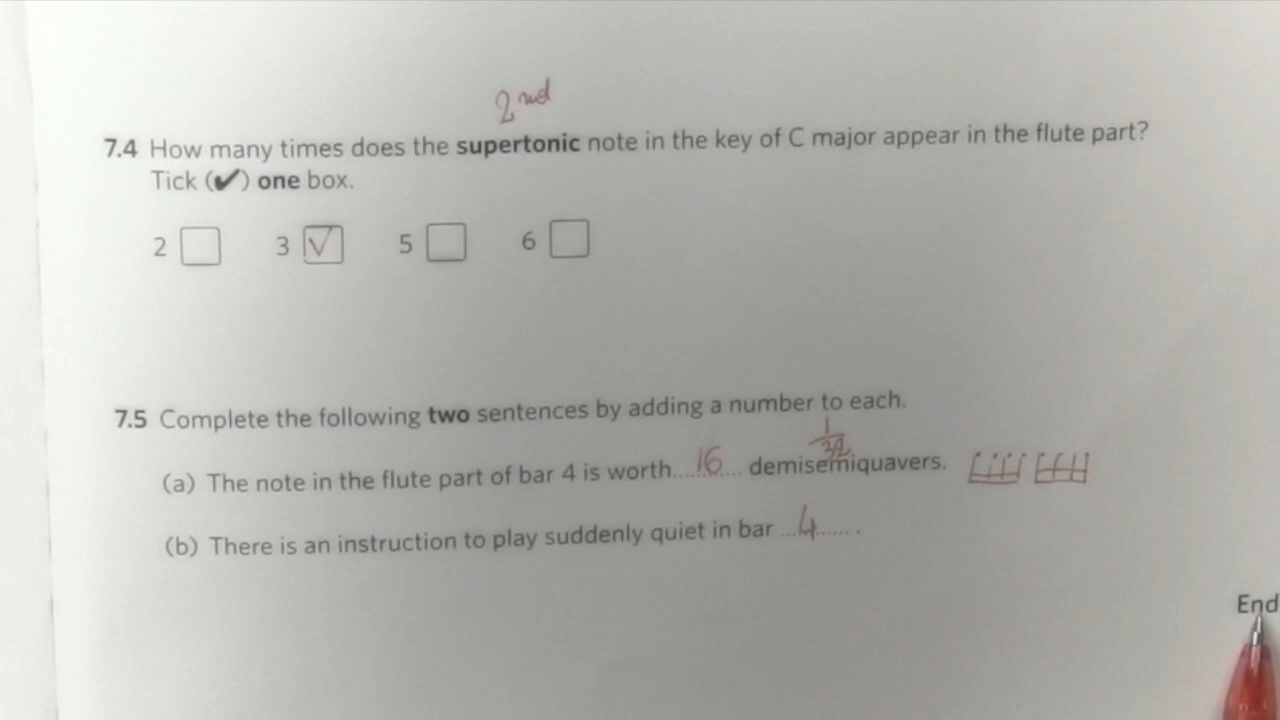 2nd
7.4 How many times does the supertonic note in the key of C major appear in the flute part?
Tick (✔) one box.
2 ☐ 3 ☑ 5 ☐ 6 ☐
7.5 Complete the following two sentences by adding a number to each.
1/32
(a) The note in the flute part of bar 4 is worth....16.... demisemiquavers.
(b) There is an instruction to play suddenly quiet in bar ...4...... .
End